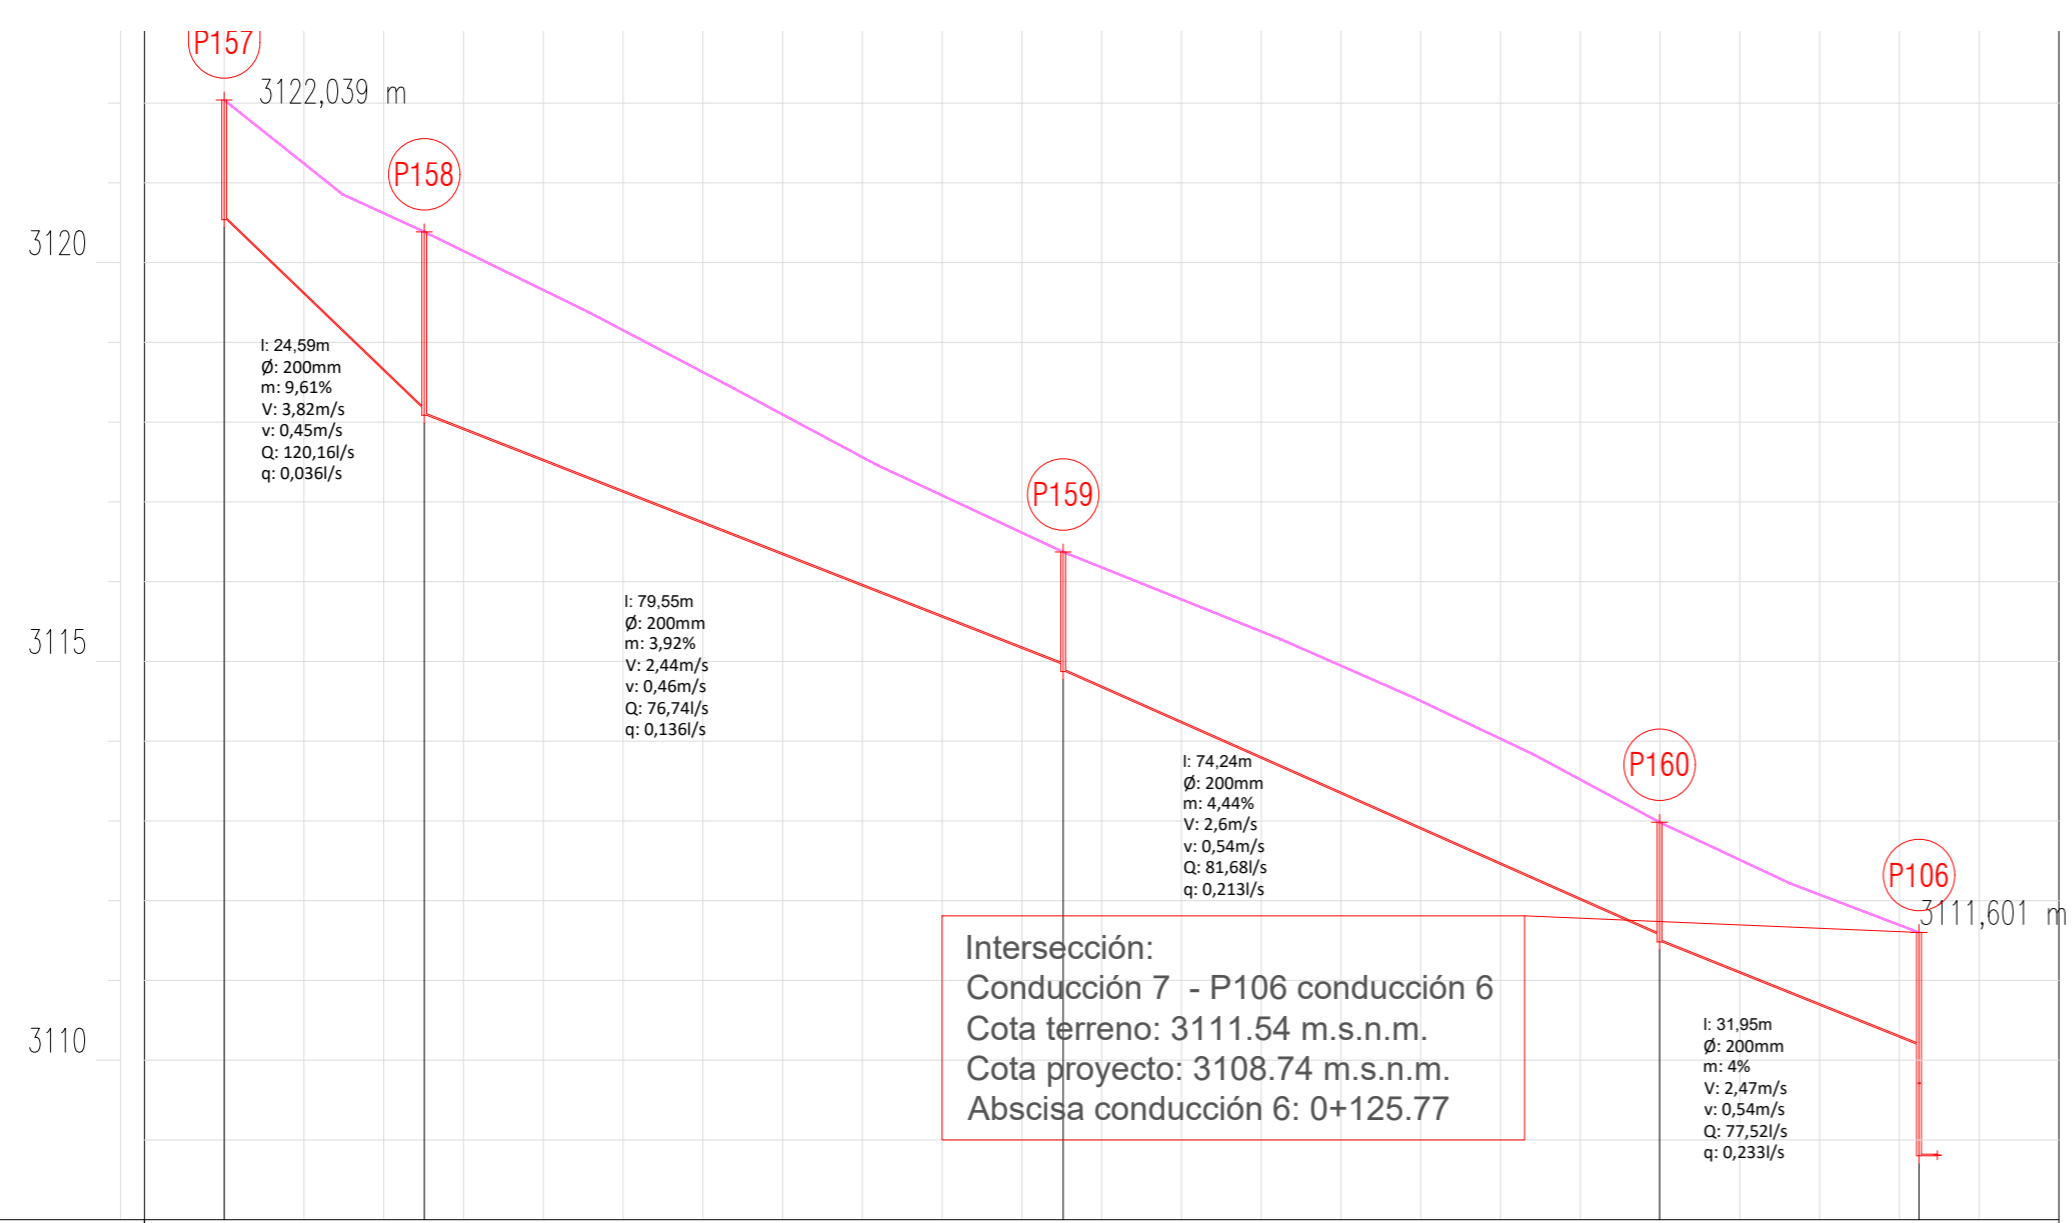 P157
3122,039 m
P158
3120
l: 24,59m
Ø: 200mm
m: 9,61%
V: 3,82m/s
v: 0,45m/s
Q: 120,16l/s
q: 0,036l/s
P159
3115
l: 79,55m
Ø: 200mm
m: 3,92%
V: 2,44m/s
v: 0,46m/s
Q: 76,74l/s
q: 0,136l/s
l: 74,24m
Ø: 200mm
m: 4,44%
V: 2,6m/s
v: 0,54m/s
Q: 81,68l/s
q: 0,213l/s
P160
P106
3111,601 m
3110
Intersección:
Conducción 7 - P106 conducción 6
Cota terreno: 3111.54 m.s.n.m.
Cota proyecto: 3108.74 m.s.n.m.
Abscisa conducción 6: 0+125.77
l: 31,95m
Ø: 200mm
m: 4%
V: 2,47m/s
v: 0,54m/s
Q: 77,52l/s
q: 0,233l/s